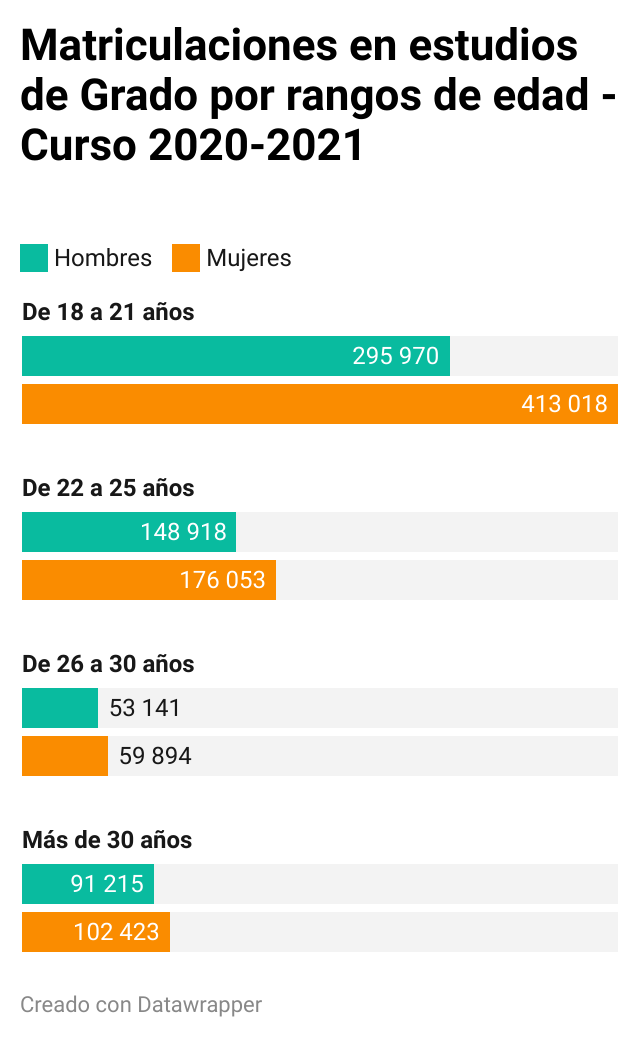 Matriculaciones en estudios
de Grado por rangos de edad -
Curso 2020-2021
Hombres Mujeres
De 18 a 21 años
295 970
413 018
De 22 a 25 años
148 918
176 053
De 26 a 30 años
53 141
59 894
Más de 30 años
91 215
102 423
Creado con Datawrapper